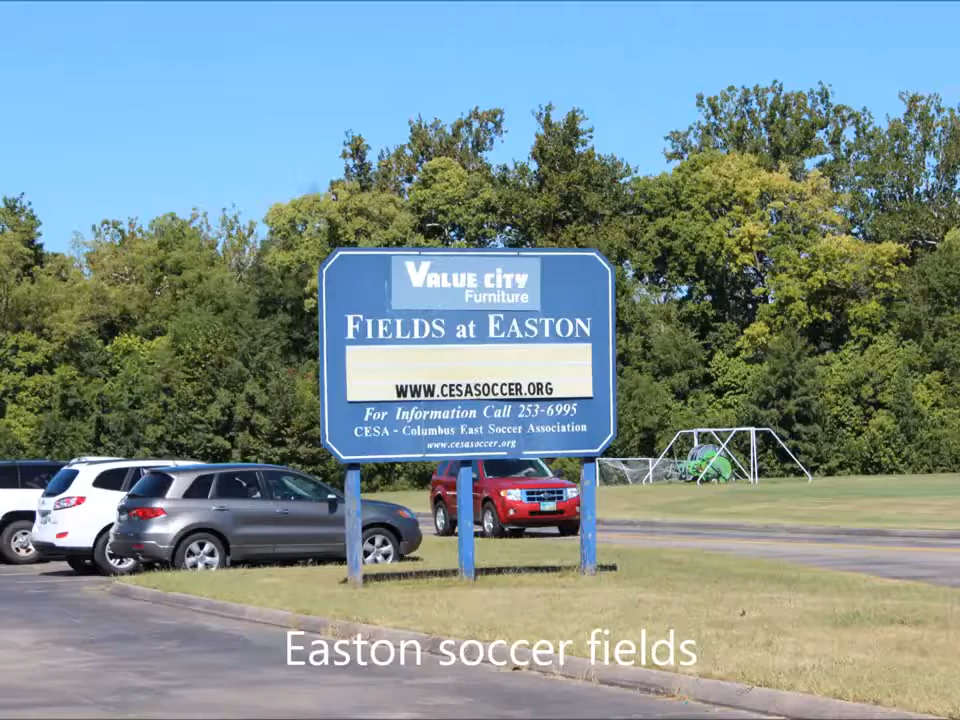 VALUE CITY
Furniture
FIELDS at EASTON
WWW.CESASOCCER.ORG
For Information Call 253-6995
CESA - Columbus East Soccer Association
www.cesasoccer.org
Easton soccer fields